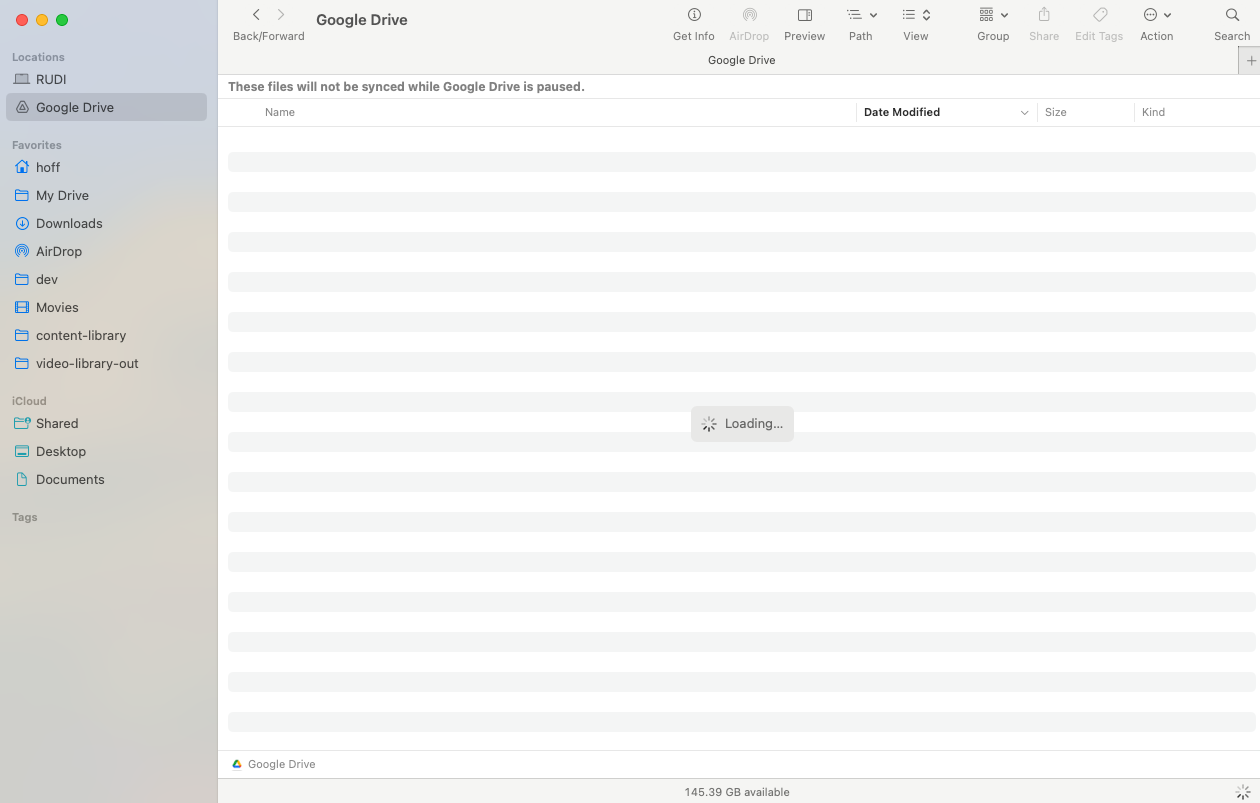 Google Drive
Back/Forward
Get Info
AirDrop
Preview
Path
View
Group
Share
Edit Tags
Action
Search
Locations
RUDI
Google Drive
Favorites
hoff
My Drive
Downloads
AirDrop
dev
Movies
content-library
video-library-out
iCloud
Shared
Desktop
Documents
Tags
Google Drive
These files will not be synced while Google Drive is paused.
Name
Date Modified
Size
Kind
Loading...
Google Drive
145.39 GB available